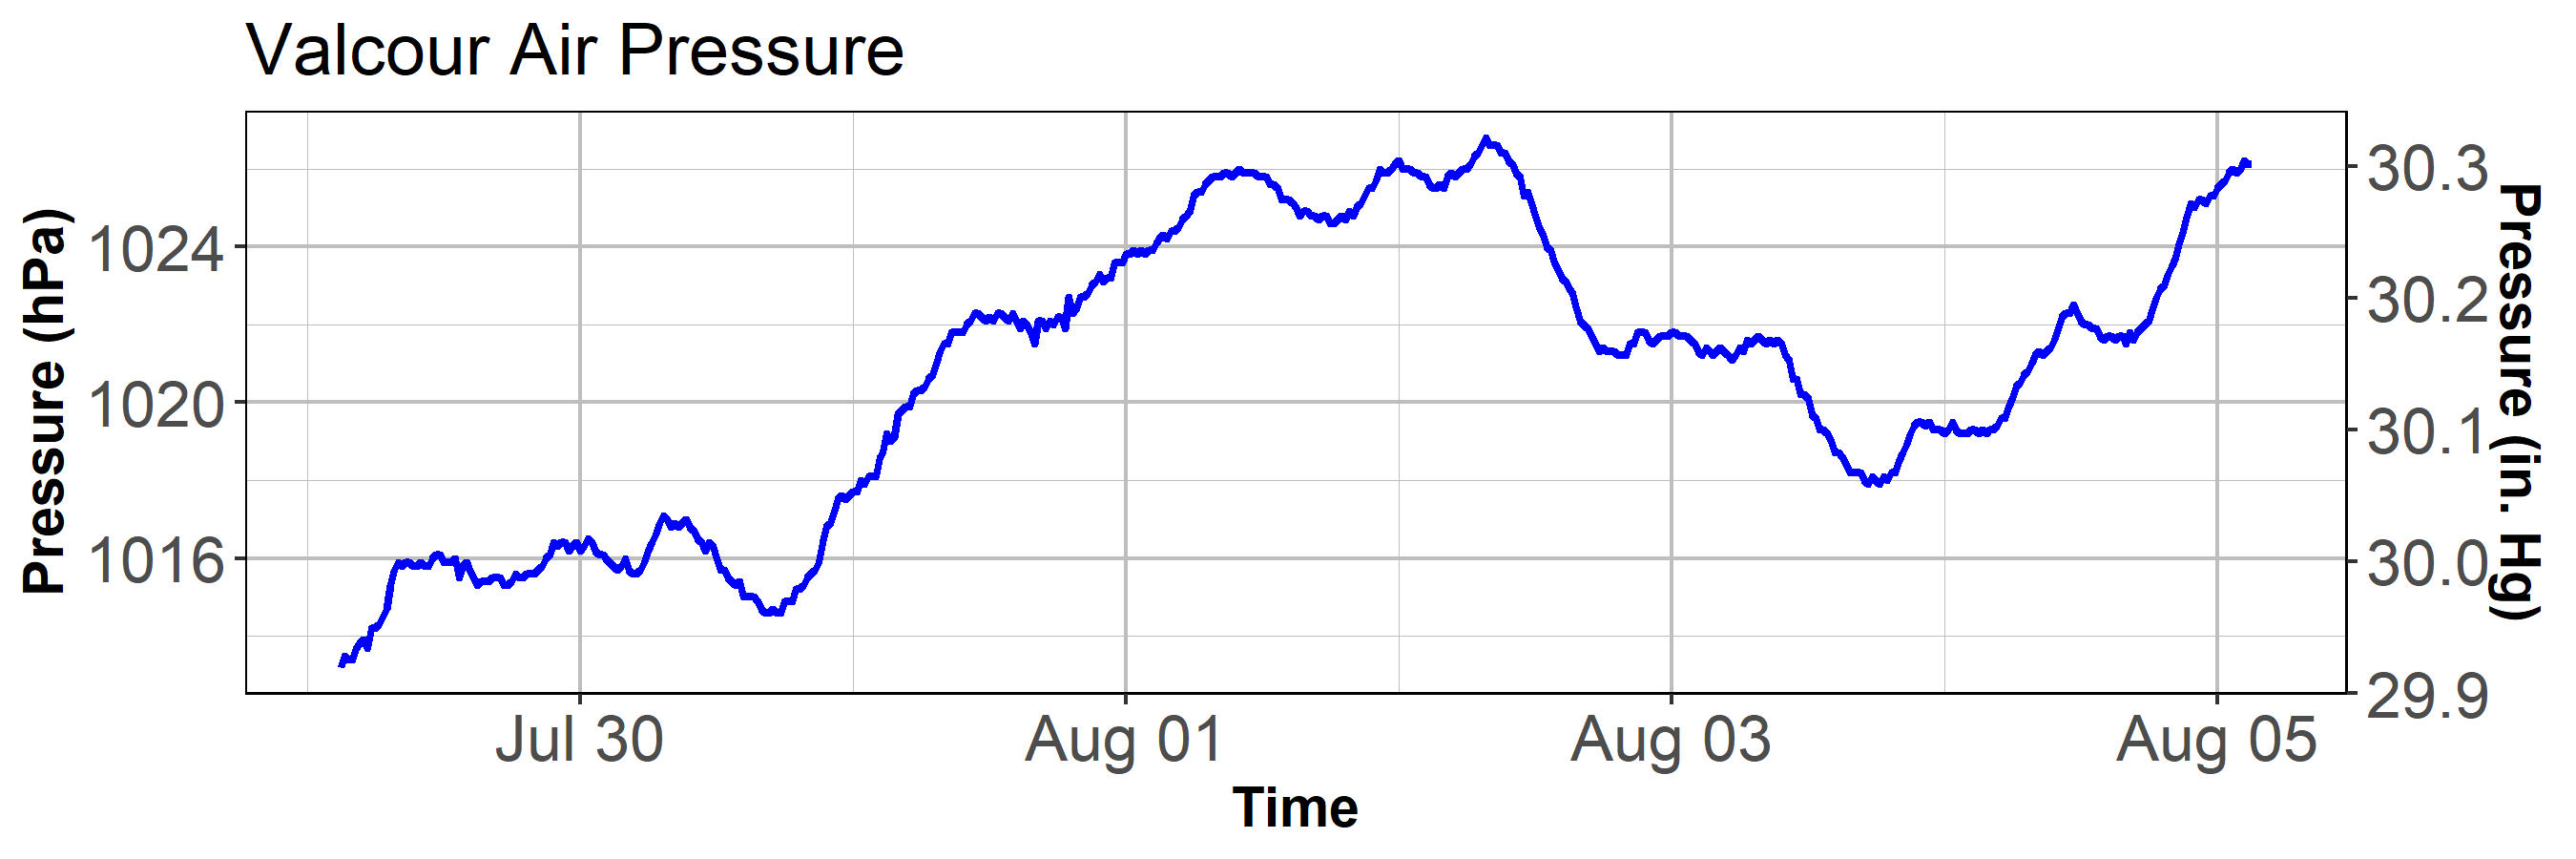 Valcour Air Pressure
Pressure (hPa)
1024
1020
1016
30.3
30.2
30.1
30.0
29.9
Pressure (in. Hg)
Jul 30
Aug 01
Aug 03
Aug 05
Time